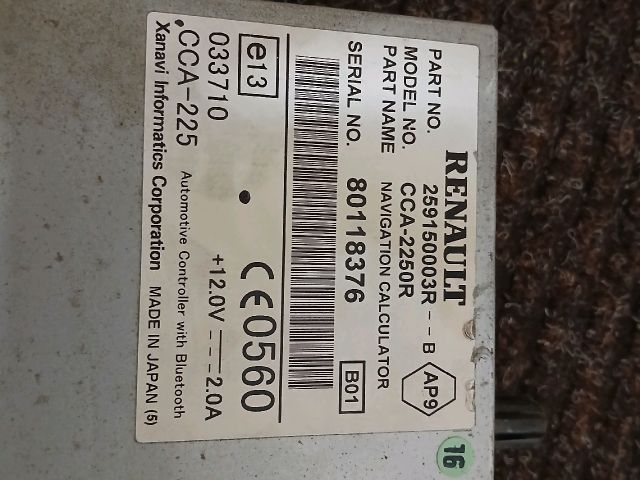 RENAULT
PART NO. 259150003R--B
MODEL NO. CCA-2250R
AP9
PART NAME NAVIGATION CALCULATOR
SERIAL NO. 80118376
B01
e13
033710
CE0560
.CCA-225 +12.0V 2.0A
Automotive Controller with Bluetooth
Xanavi Informatics Corporation MADE IN JAPAN (5)
16